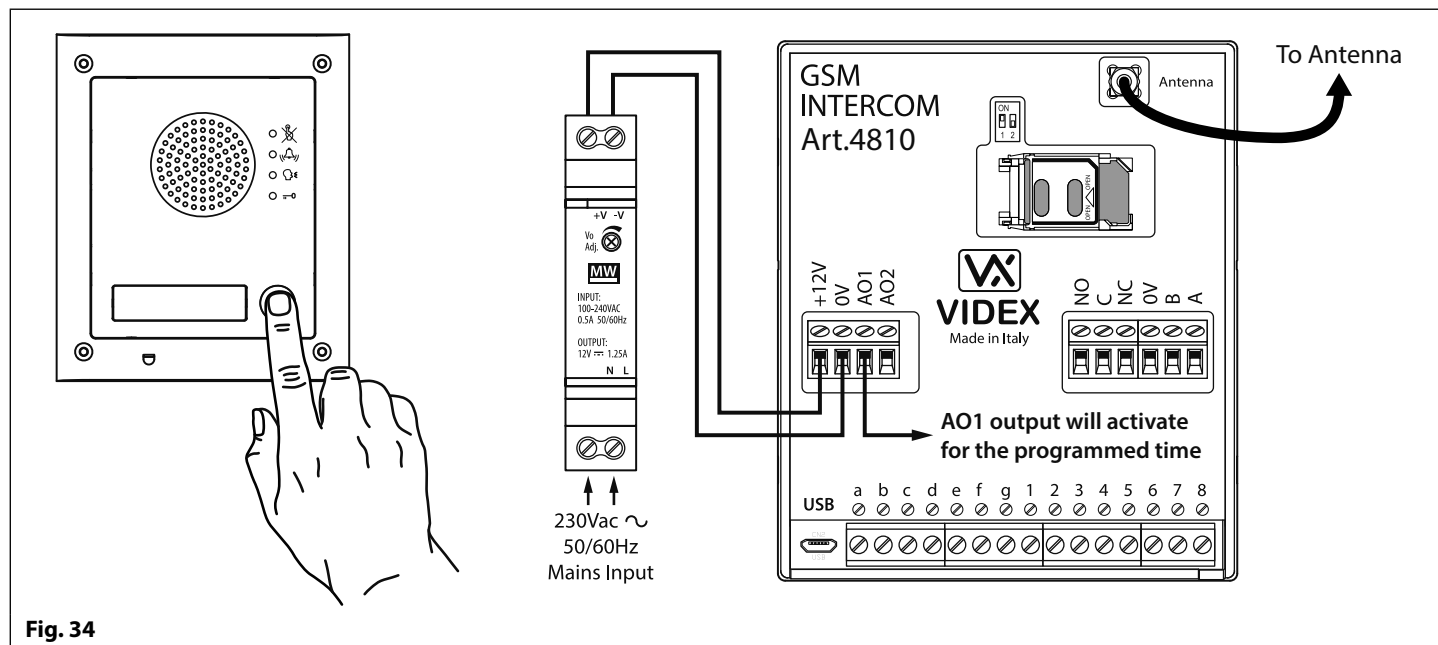 GSM
INTERCOM
Art.4810
Antenna
To Antenna
ON
1 2
OPEN OPEN
+V -V
Vo
Adj.
MW
INPUT:
100-240VAC
0.5A 50/60Hz
OUTPUT:
12V ⎓ 1.25A
N L
230Vac ∿
50/60Hz
Mains Input
+12V 0V AO1 AO2
VIDEX
Made in Italy
NO C NC 0V B A
AO1 output will activate
for the programmed time
USB a b c d e f g 1 2 3 4 5 6 7 8
Fig. 34